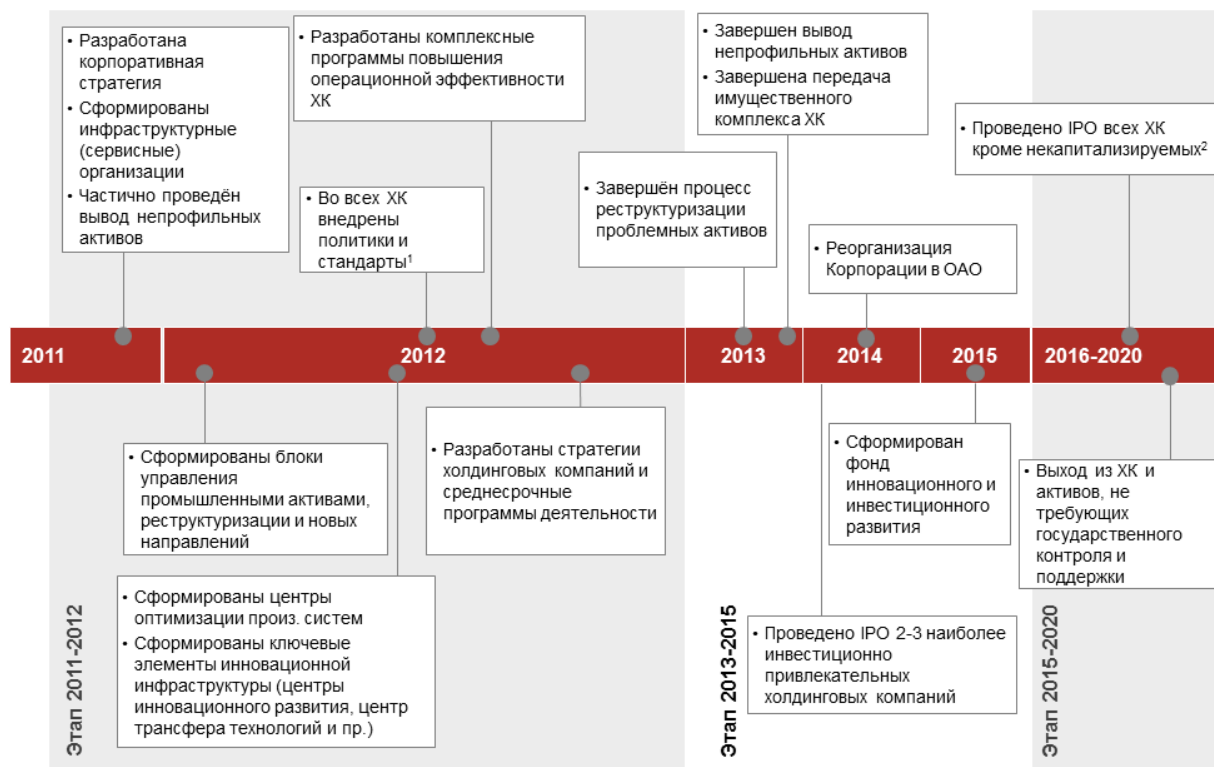 • Разработана
корпоративная
стратегия
• Сформированы
инфраструктурные
(сервисные)
организации
• Частично проведён
вывод непрофильных
активов
• Разработаны комплексные
программы повышения
операционной эффективности
ХК
• Во всех ХК
внедрены
политики и
стандарты¹
• Завершён процесс
реструктуризации
проблемных активов
• Завершен вывод
непрофильных активов
• Завершена передача
имущественного
комплекса ХК
• Реорганизация
Корпорации в ОАО
• Проведено IPO всех ХК
кроме некапитализируемых²
2011
2012
2013
2014
2015
2016-2020
• Сформированы блоки
управления
промышленными активами,
реструктуризации и новых
направлений
• Сформированы центры
оптимизации произ. систем
• Сформированы ключевые
элементы инновационной
инфраструктуры (центры
инновационного развития, центр
трансфера технологий и пр.)
• Разработаны стратегии
холдинговых компаний и
среднесрочные
программы деятельности
• Проведено IPO 2-3 наиболее
инвестиционно
привлекательных
холдинговых компаний
• Сформирован
фонд
инновационного и
инвестиционного
развития
• Выход из ХК и
активов, не
требующих
государственного
контроля и
поддержки
Этап 2011-2012
Этап 2013-2015
Этап 2015-2020